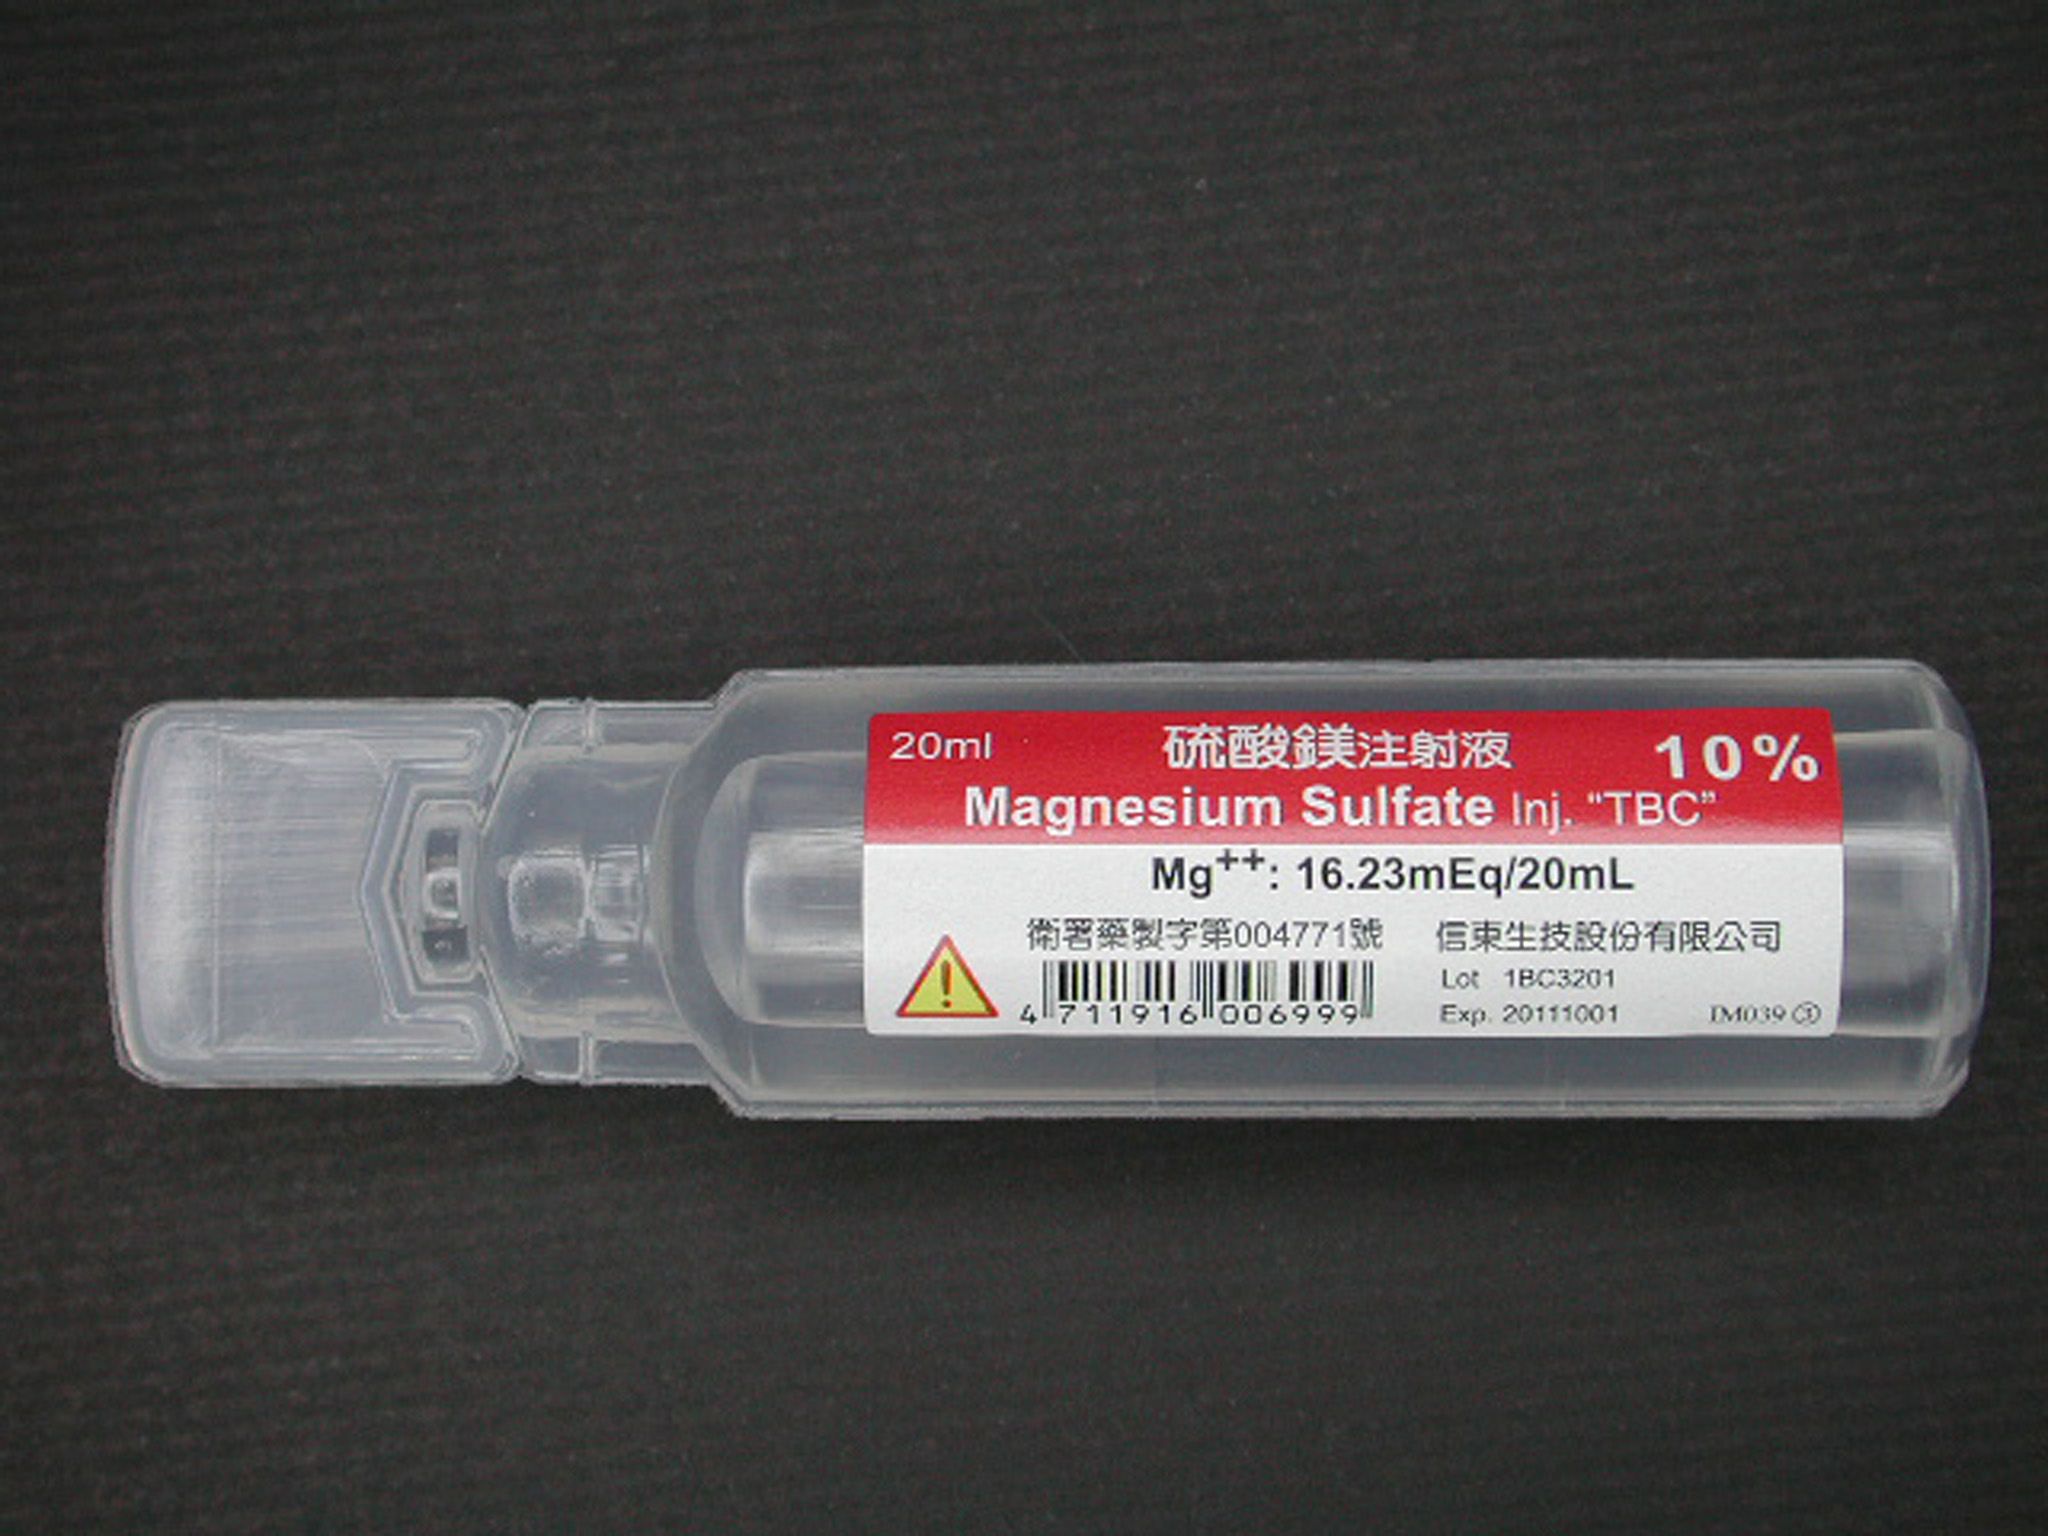 20ml 硫酸鎂注射液 10%
Magnesium Sulfate Inj. “TBC”
Mg++: 16.23mEq/20mL
衛署藥製字第004771號 信東生技股份有限公司
Lot 1BC3201
4 711916 006999 Exp. 20111001 IM039 ③